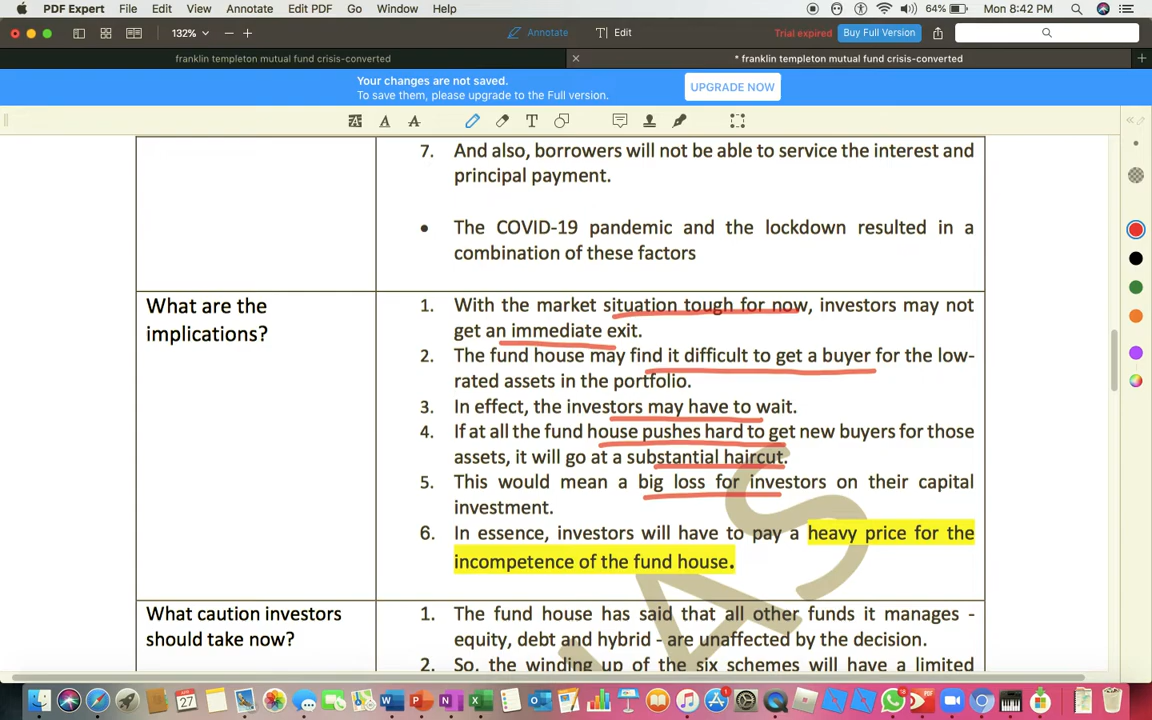 PDF Expert File Edit View Annotate Edit PDF Go Window Help 64% Mon 8:42 PM
132% Annotate T Edit Trial expired Buy Full Version
franklin templeton mutual fund crisis-converted * franklin templeton mutual fund crisis-converted
Your changes are not saved.
To save them, please upgrade to the Full version.
UPGRADE NOW
7. And also, borrowers will not be able to service the interest and
principal payment.
• The COVID-19 pandemic and the lockdown resulted in a
combination of these factors
What are the
implications?
1. With the market situation tough for now, investors may not
get an immediate exit.
2. The fund house may find it difficult to get a buyer for the low-
rated assets in the portfolio.
3. In effect, the investors may have to wait.
4. If at all the fund house pushes hard to get new buyers for those
assets, it will go at a substantial haircut.
5. This would mean a big loss for investors on their capital
investment.
6. In essence, investors will have to pay a heavy price for the
incompetence of the fund house.
What caution investors
should take now?
1. The fund house has said that all other funds it manages -
equity, debt and hybrid - are unaffected by the decision.
2. So, the winding up of the six schemes will have a limited
IAS